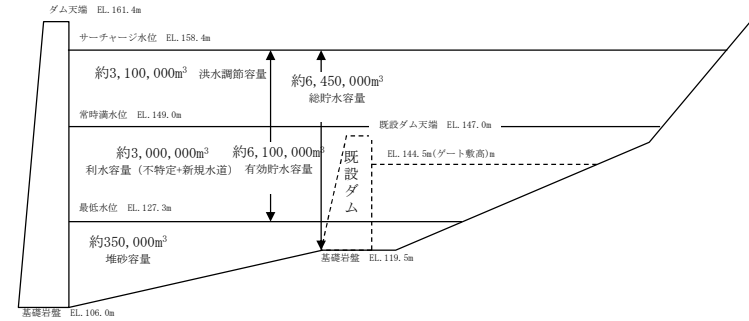 ダム天端 EL.161.4m
サーチャージ水位 EL.158.4m
約3,100,000m³ 洪水調節容量
約6,450,000m³
総貯水容量
常時満水位 EL.149.0m
既設ダム天端 EL.147.0m
約3,000,000m³
利水容量（不特定+新規水道）
約6,100,000m³
有効貯水容量
既設ダム
EL.144.5m(ゲート敷高)m
最低水位 EL.127.3m
約350,000m³
堆砂容量
基礎岩盤 EL.119.5m
基礎岩盤 EL.106.0m